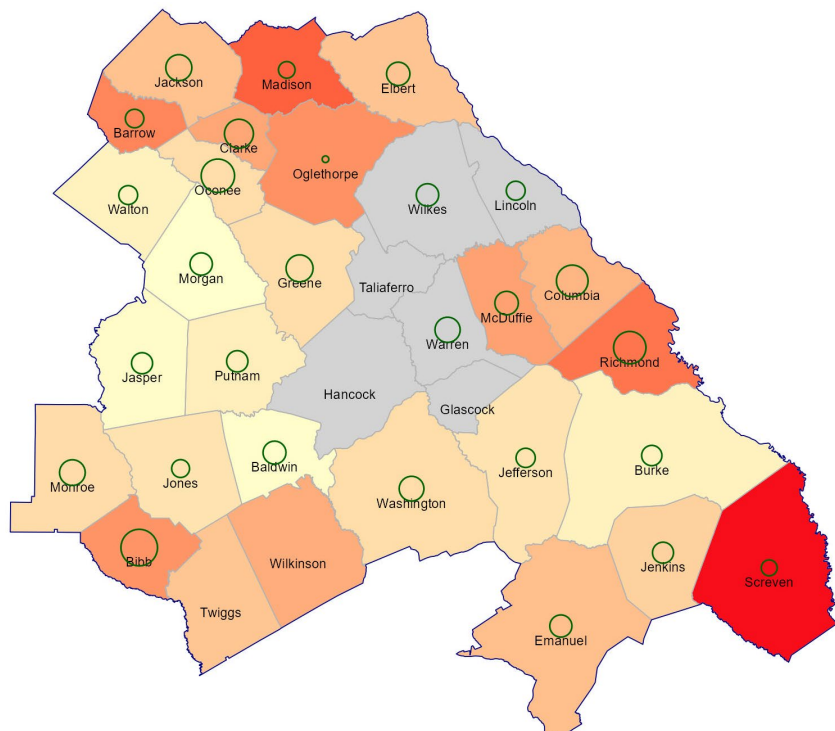 Jackson
Madison
Elbert
Barrow
Clarke
Oglethorpe
Oconee
Walton
Wilkes
Lincoln
Morgan
Greene
Taliaferro
Columbia
McDuffie
Warren
Richmond
Jasper
Putnam
Hancock
Glascock
Baldwin
Jefferson
Burke
Monroe
Jones
Washington
Bibb
Wilkinson
Jenkins
Screven
Twiggs
Emanuel